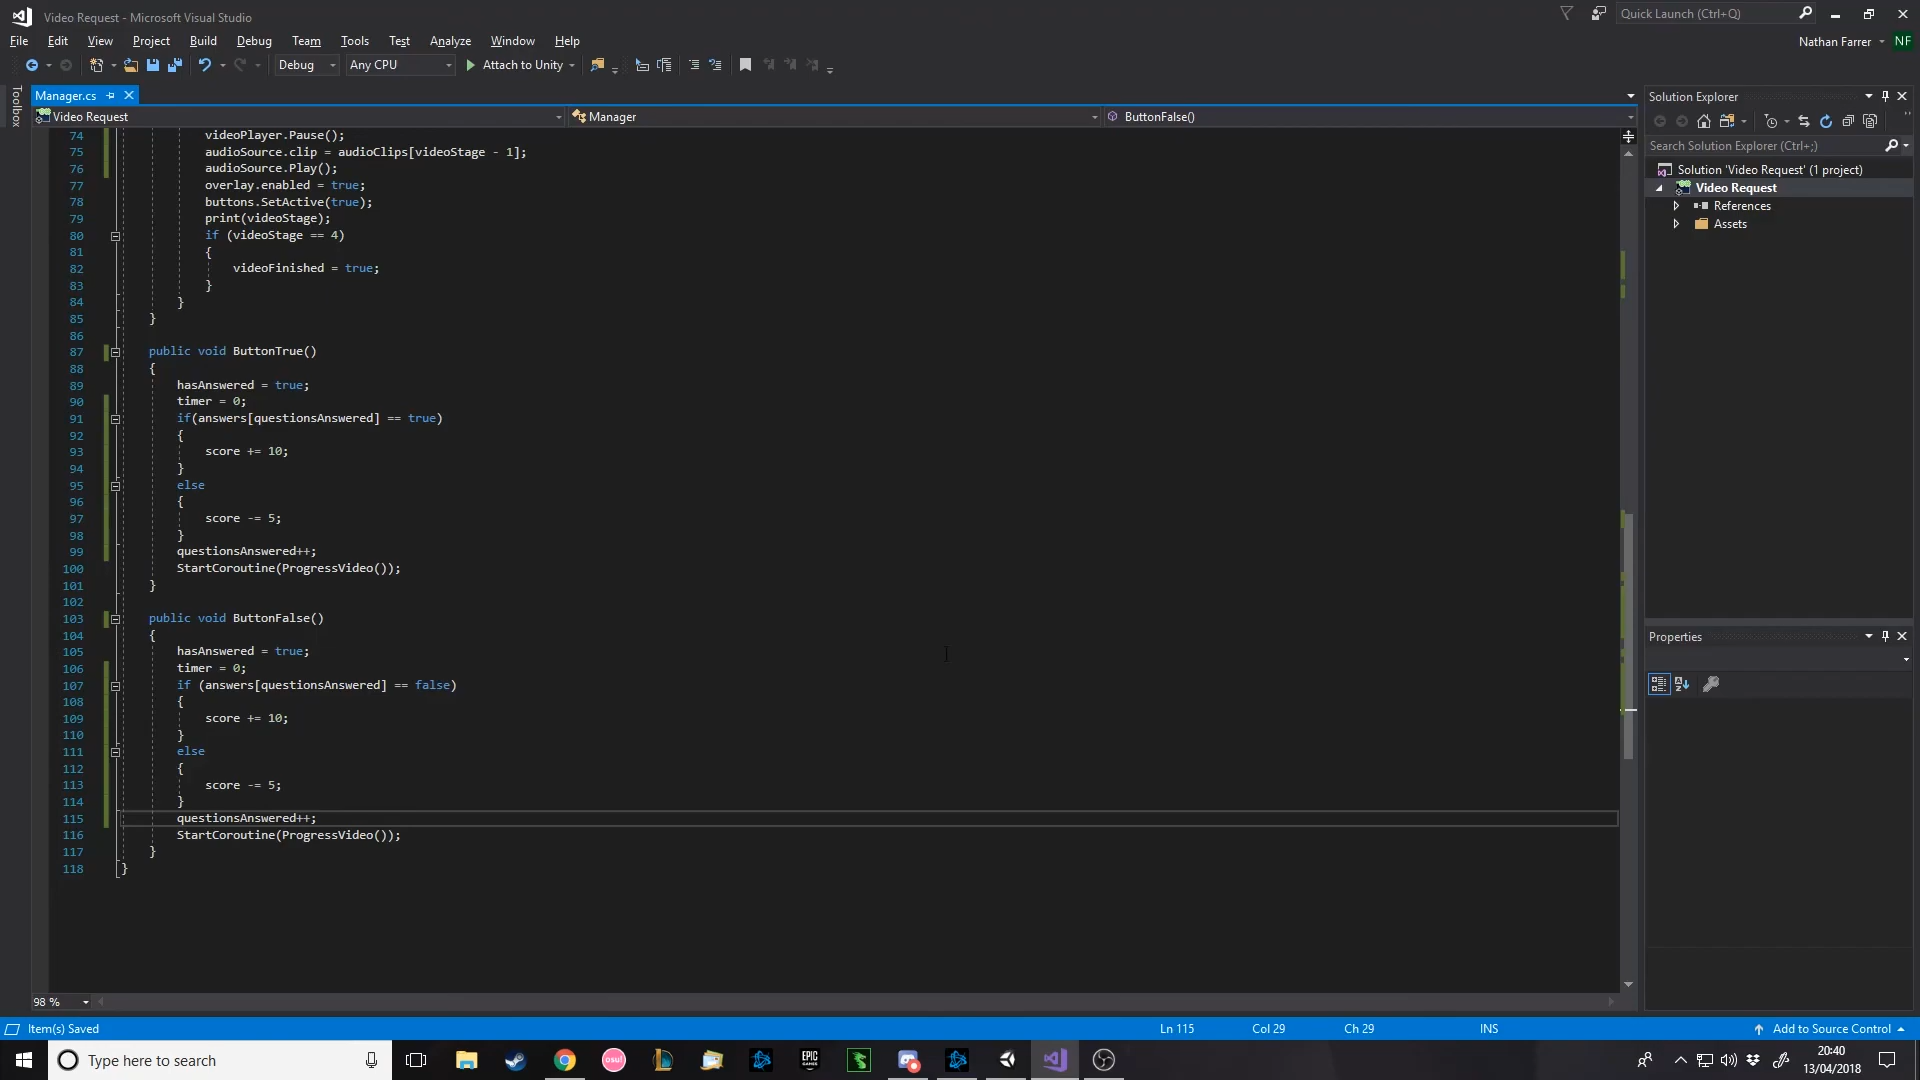 Video Request - Microsoft Visual Studio
Quick Launch (Ctrl+Q)
File Edit View Project Build Debug Team Tools Test Analyze Window Help
Nathan Farrer NF
Debug Any CPU Attach to Unity
Toolbox
Manager.cs
Video Request Manager ButtonFalse()
74 videoPlayer.Pause();
75 audioSource.clip = audioClips[videoStage - 1];
76 audioSource.Play();
77 overlay.enabled = true;
78 buttons.SetActive(true);
79 print(videoStage);
80 if (videoStage == 4)
81 {
82 videoFinished = true;
83 }
84 }
85 }
86
87 public void ButtonTrue()
88 {
89 hasAnswered = true;
90 timer = 0;
91 if(answers[questionsAnswered] == true)
92 {
93 score += 10;
94 }
95 else
96 {
97 score -= 5;
98 }
99 questionsAnswered++;
100 StartCoroutine(ProgressVideo());
101 }
102
103 public void ButtonFalse()
104 {
105 hasAnswered = true;
106 timer = 0;
107 if (answers[questionsAnswered] == false)
108 {
109 score += 10;
110 }
111 else
112 {
113 score -= 5;
114 }
115 questionsAnswered++;
116 StartCoroutine(ProgressVideo());
117 }
118 }
98 %
Solution Explorer
Search Solution Explorer (Ctrl+;)
Solution 'Video Request' (1 project)
Video Request
References
Assets
Properties
Item(s) Saved Ln 115 Col 29 Ch 29 INS Add to Source Control
Type here to search
osu!
EPIC GAMES
20:40
13/04/2018